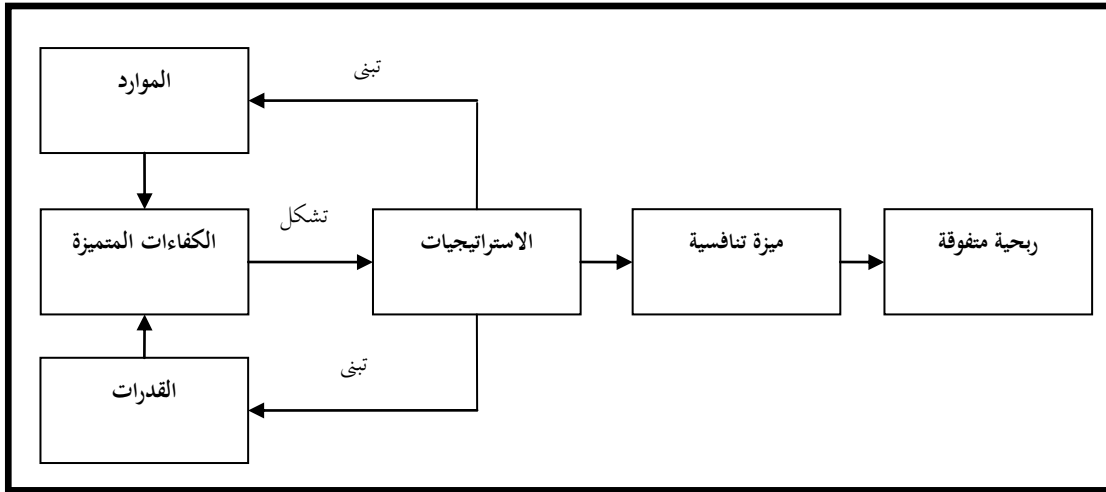 الموارد
تبنى
الكفاءات المتميزة
تشكل
الاستراتيجيات
ميزة تنافسية
ربحية متفوقة
القدرات
تبنى